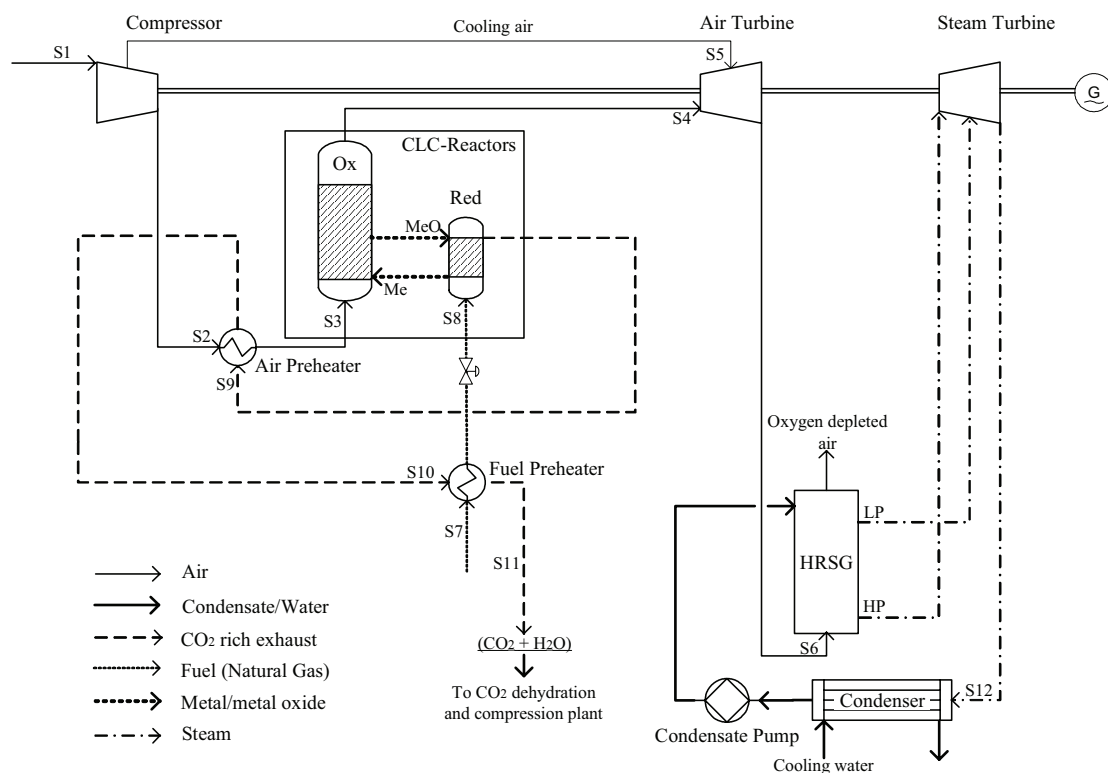 Compressor
Air Turbine
Steam Turbine
Cooling air
S1
S5
G
S4
CLC-Reactors
Ox
Red
MeO
Me
S3
S8
S2
Air Preheater
S9
Oxygen depleted
air
S10
Fuel Preheater
LP
S7
HRSG
S11
HP
Air
Condensate/Water
CO2 rich exhaust
(CO2 + H2O)
S6
Fuel (Natural Gas)
To CO2 dehydration
and compression plant
S12
Metal/metal oxide
Condenser
Steam
Condensate Pump
Cooling water